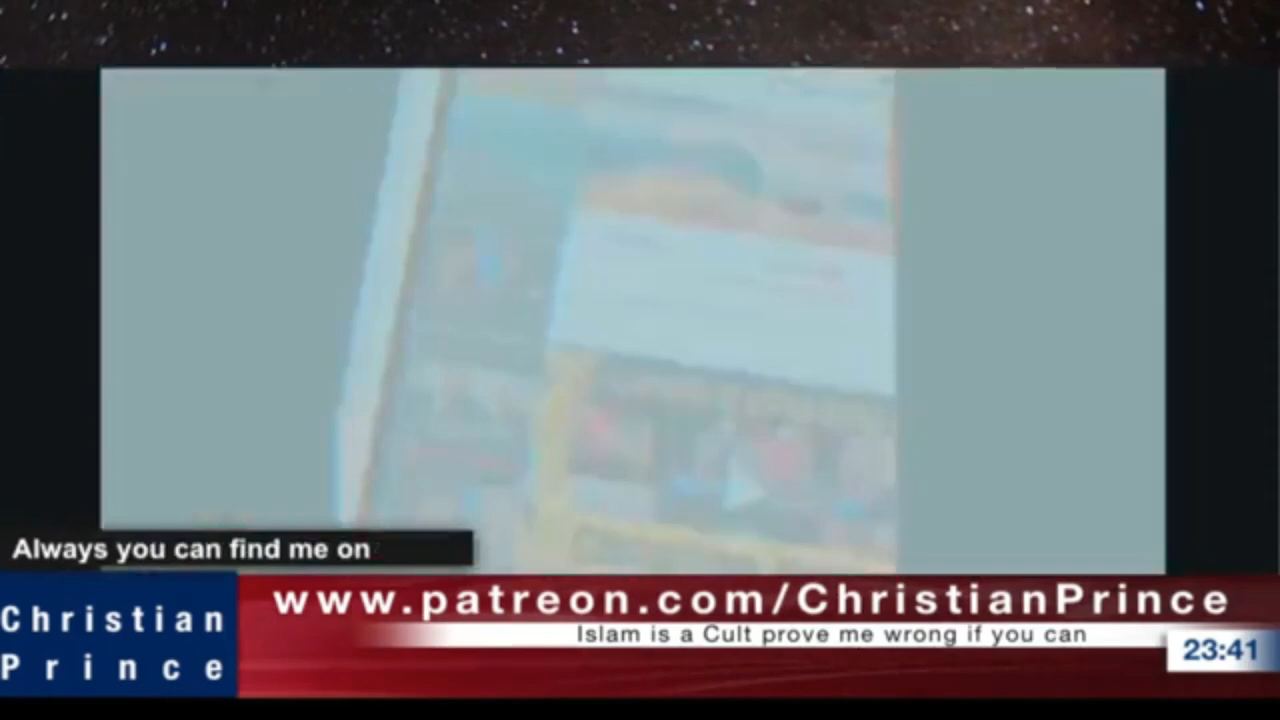 Always you can find me on
www.patreon.com/ChristianPrince
Islam is a Cult prove me wrong if you can
23:41
Christian
Prince